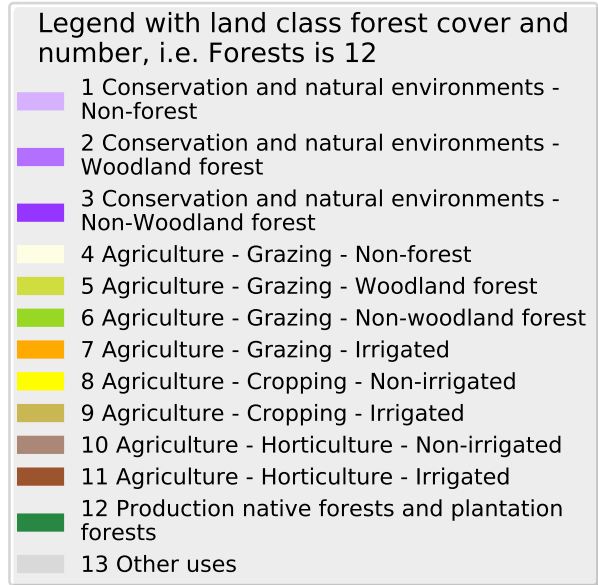 Legend with land class forest cover and
number, i.e. Forests is 12
1 Conservation and natural environments -
Non-forest
2 Conservation and natural environments -
Woodland forest
3 Conservation and natural environments -
Non-Woodland forest
4 Agriculture - Grazing - Non-forest
5 Agriculture - Grazing - Woodland forest
6 Agriculture - Grazing - Non-woodland forest
7 Agriculture - Grazing - Irrigated
8 Agriculture - Cropping - Non-irrigated
9 Agriculture - Cropping - Irrigated
10 Agriculture - Horticulture - Non-irrigated
11 Agriculture - Horticulture - Irrigated
12 Production native forests and plantation
forests
13 Other uses